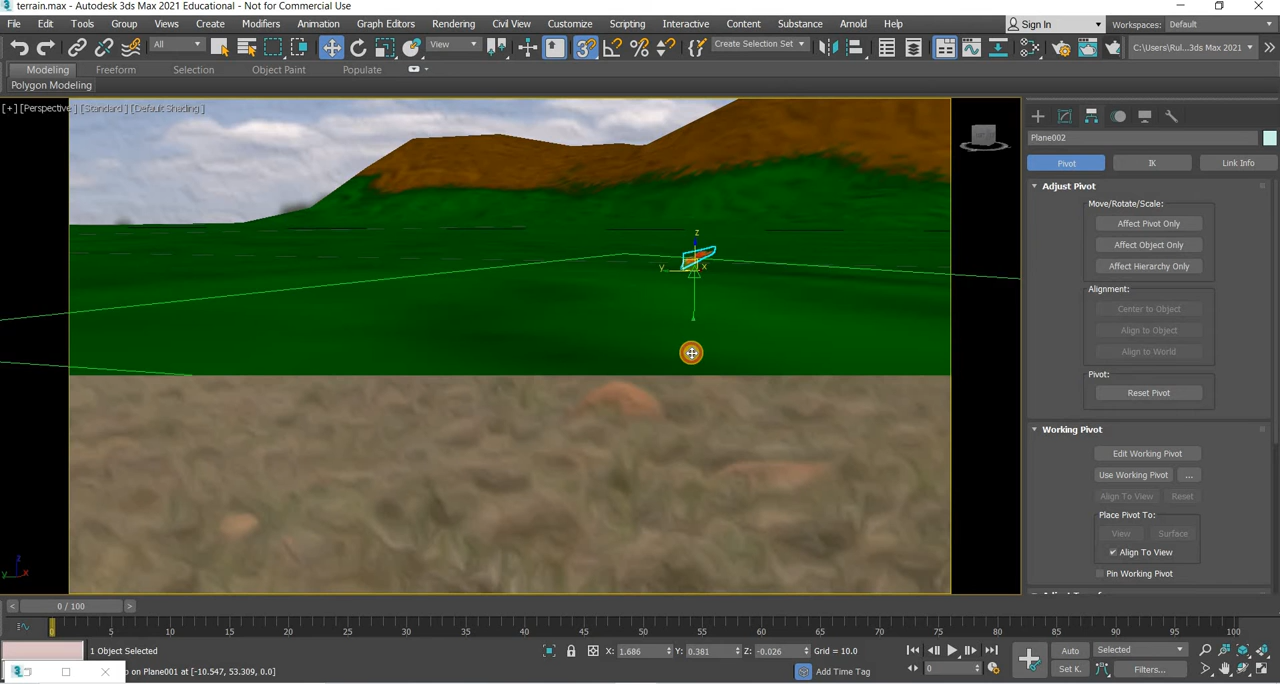 terrain.max - Autodesk 3ds Max 2021 Educational - Not for Commercial Use
File Edit Tools Group Views Create Modifiers Animation Graph Editors Rendering Civil View Customize Scripting Interactive Content Substance Arnold Help Sign In Workspaces: Default
All View Create Selection Set C:\Users\Rul...3ds Max 2021
Modeling Freeform Selection Object Paint Populate
Polygon Modeling
[+] [Perspective ] [Standard ] [Default Shading ]
Plane002
Pivot IK Link Info
Adjust Pivot
Move/Rotate/Scale:
Affect Pivot Only
Affect Object Only
Affect Hierarchy Only
Alignment:
Center to Object
Align to Object
Align to World
Pivot:
Reset Pivot
Working Pivot
Edit Working Pivot
Use Working Pivot ...
Align To View Reset
Place Pivot To:
View Surface
Align To View
Pin Working Pivot
z
y x
z
y x
< 0 / 100 >
0 5 10 15 20 25 30 35 40 45 50 55 60 65 70 75 80 85 90 95 100
1 Object Selected X: 1.686 Y: 0.381 Z: -0.026 Grid = 10.0 Auto Selected
on Plane001 at [-10.547, 53.309, 0.0] Add Time Tag 0 Set K. Filters...
3